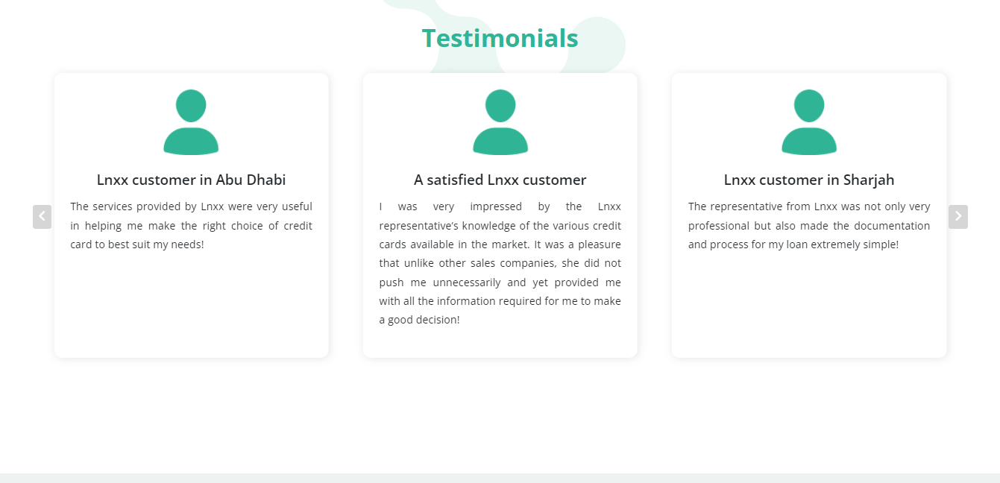 Testimonials
Lnxx customer in Abu Dhabi
The services provided by Lnxx were very useful
in helping me make the right choice of credit
card to best suit my needs!
A satisfied Lnxx customer
I was very impressed by the Lnxx
representative’s knowledge of the various credit
cards available in the market. It was a pleasure
that unlike other sales companies, she did not
push me unnecessarily and yet provided me
with all the information required for me to make
a good decision!
Lnxx customer in Sharjah
The representative from Lnxx was not only very
professional but also made the documentation
and process for my loan extremely simple!